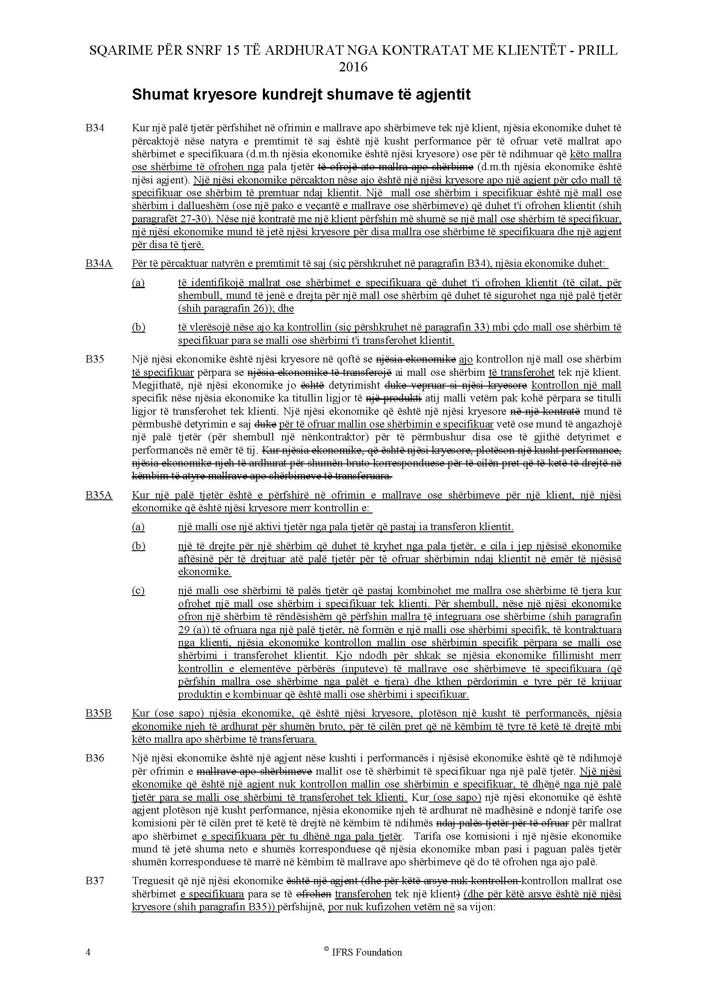 SQARIME PËR SNRF 15 TË ARDHURAT NGA KONTRATAT ME KLIENTËT - PRILL
2016
Shumat kryesore kundrejt shumave të agjentit
B34 Kur një palë tjetër përfshihet në ofrimin e mallrave apo shërbimeve tek një klient, njësia ekonomike duhet të
përcaktojë nëse natyra e premtimit të saj është një kusht performance për të ofruar vetë mallrat apo
shërbimet e specifikuara (d.m.th njësia ekonomike është njësi kryesore) ose për të ndihmuar që këto mallra
ose shërbime të ofrohen nga pala tjetër të ofrojë ato mallra apo shërbime (d.m.th njësia ekonomike është
njësi agjent). Një njësi ekonomike përcakton nëse ajo është një njësi kryesore apo një agjent për çdo mall të
specifikuar ose shërbim të premtuar ndaj klientit. Një  mall ose shërbim i specifikuar është një mall ose
shërbim i dallueshëm (ose një pako e veçantë e mallrave ose shërbimeve) që duhet t'i ofrohen klientit (shih
paragrafët 27-30). Nëse një kontratë me një klient përfshin më shumë se një mall ose shërbim të specifikuar,
një njësi ekonomike mund të jetë njësi kryesore për disa mallra ose shërbime të specifikuara dhe një agjent
për disa të tjerë.
B34A Për të përcaktuar natyrën e premtimit të saj (siç përshkruhet në paragrafin B34), njësia ekonomike duhet:
(a) të identifikojë mallrat ose shërbimet e specifikuara që duhet t'i ofrohen klientit (të cilat, për
shembull, mund të jenë e drejta për një mall ose shërbim që duhet të sigurohet nga një palë tjetër
(shih paragrafin 26)); dhe
(b) të vlerësojë nëse ajo ka kontrollin (siç përshkruhet në paragrafin 33) mbi çdo mall ose shërbim të
specifikuar para se malli ose shërbimi t'i transferohet klientit.
B35 Një njësi ekonomike është njësi kryesore në qoftë se njësia ekonomike ajo kontrollon një mall ose shërbim
të specifikuar përpara se njësia ekonomike të transferojë ai mall ose shërbim të transferohet tek një klient.
Megjithatë, një njësi ekonomike jo është detyrimisht duke vepruar si njësi kryesore kontrollon një mall
specifik nëse njësia ekonomike ka titullin ligjor të një produkti atij malli vetëm pak kohë përpara se titulli
ligjor të transferohet tek klienti. Një njësi ekonomike që është një njësi kryesore në një kontratë mund të
përmbushë detyrimin e saj duke për të ofruar mallin ose shërbimin e specifikuar vetë ose mund të angazhojë
një palë tjetër (për shembull një nënkontraktor) për të përmbushur disa ose të gjithë detyrimet e
performancës në emër të tij. Kur njësia ekonomike, që është njësi kryesore, plotëson një kusht performance,
njësia ekonomike njeh të ardhurat për shumën bruto korresponduese për të cilën pret që të ketë të drejtë në
këmbim të atyre mallrave apo shërbimeve të transferuara.
B35A Kur një palë tjetër është e përfshirë në ofrimin e mallrave ose shërbimeve për një klient, një njësi
ekonomike që është njësi kryesore merr kontrollin e:
(a) një malli ose një aktivi tjetër nga pala tjetër që pastaj ia transferon klientit.
(b) një të drejte për një shërbim që duhet të kryhet nga pala tjetër, e cila i jep njësisë ekonomike
aftësinë për të drejtuar atë palë tjetër për të ofruar shërbimin ndaj klientit në emër të njësisë
ekonomike.
(c) një malli ose shërbimi të palës tjetër që pastaj kombinohet me mallra ose shërbime të tjera kur
ofrohet një mall ose shërbim i specifikuar tek klienti. Për shembull, nëse një njësi ekonomike
ofron një shërbim të rëndësishëm që përfshin mallra të integruara ose shërbime (shih paragrafin
29 (a)) të ofruara nga një palë tjetër, në formën e një malli ose shërbimi specifik, të kontraktuara
nga klienti, njësia ekonomike kontrollon mallin ose shërbimin specifik përpara se malli ose
shërbimi i transferohet klientit. Kjo ndodh për shkak se njësia ekonomike fillimisht merr
kontrollin e elementëve përbërës (inputeve) të mallrave ose shërbimeve të specifikuara (që
përfshin mallra ose shërbime nga palët e tjera) dhe kthen përdorimin e tyre për të krijuar
produktin e kombinuar që është malli ose shërbimi i specifikuar.
B35B Kur (ose sapo) njësia ekonomike, që është njësi kryesore, plotëson një kusht të performancës, njësia
ekonomike njeh të ardhurat për shumën bruto, për të cilën pret që në këmbim të tyre të ketë të drejtë mbi
këto mallra apo shërbime të transferuara.
B36 Një njësi ekonomike është një agjent nëse kushti i performancës i njësisë ekonomike është që të ndihmojë
për ofrimin e mallrave apo shërbimeve mallit ose të shërbimit të specifikuar nga një palë tjetër. Një njësi
ekonomike që është një agjent nuk kontrollon mallin ose shërbimin e specifikuar, të dhënë nga një palë
tjetër para se malli ose shërbimi të transferohet tek klienti. Kur (ose sapo) një njësi ekonomike që është
agjent plotëson një kusht performance, njësia ekonomike njeh të ardhurat në madhësinë e ndonjë tarife ose
komisioni për të cilën pret të ketë të drejtë në këmbim të ndihmës ndaj palës tjetër për të ofruar për mallrat
apo shërbimet e specifikuara për tu dhënë nga pala tjetër.  Tarifa ose komisioni i një njësie ekonomike
mund të jetë shuma neto e shumës korresponduese që njësia ekonomike mban pasi i paguan palës tjetër
shumën korresponduese të marrë në këmbim të mallrave apo shërbimeve që do të ofrohen nga ajo palë.
B37 Treguesit që një njësi ekonomike është një agjent (dhe për këtë arsye nuk kontrollon kontrollon mallrat ose
shërbimet e specifikuara para se të ofrohen transferohen tek një klient) (dhe për këtë arsye është një njësi
kryesore (shih paragrafin B35)) përfshijnë, por nuk kufizohen vetëm në sa vijon:
4 © IFRS Foundation